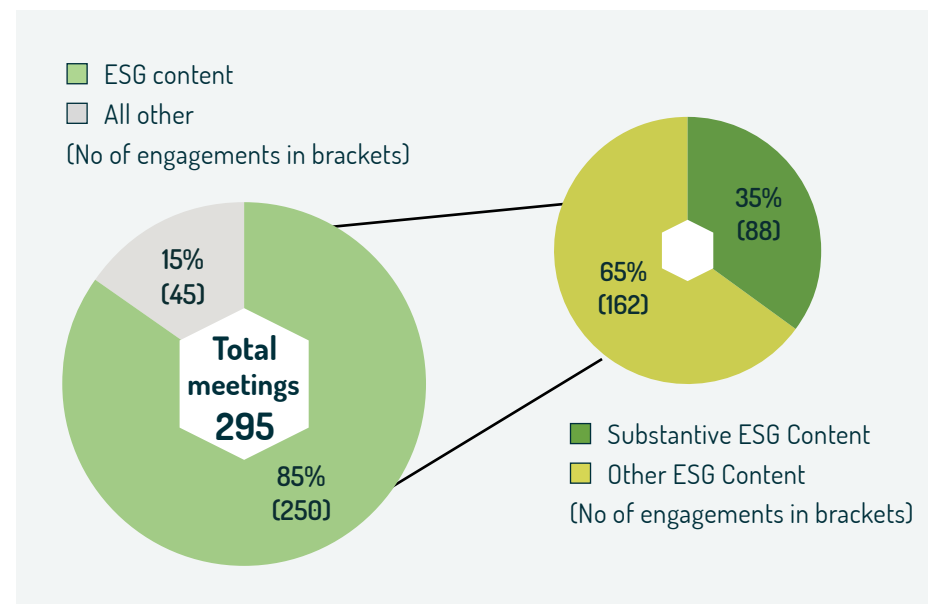 ESG content
All other
(No of engagements in brackets)
15%
(45)
Total
meetings
295
85%
(250)
35%
(88)
65%
(162)
Substantive ESG Content
Other ESG Content
(No of engagements in brackets)